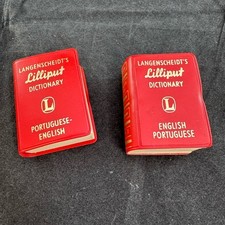 LANGENSCHEIDT'S
Lilliput
DICTIONARY
L
PORTUGUESE-
ENGLISH
LANGENSCHEIDT'S
Lilliput
DICTIONARY
L
ENGLISH
PORTUGUESE